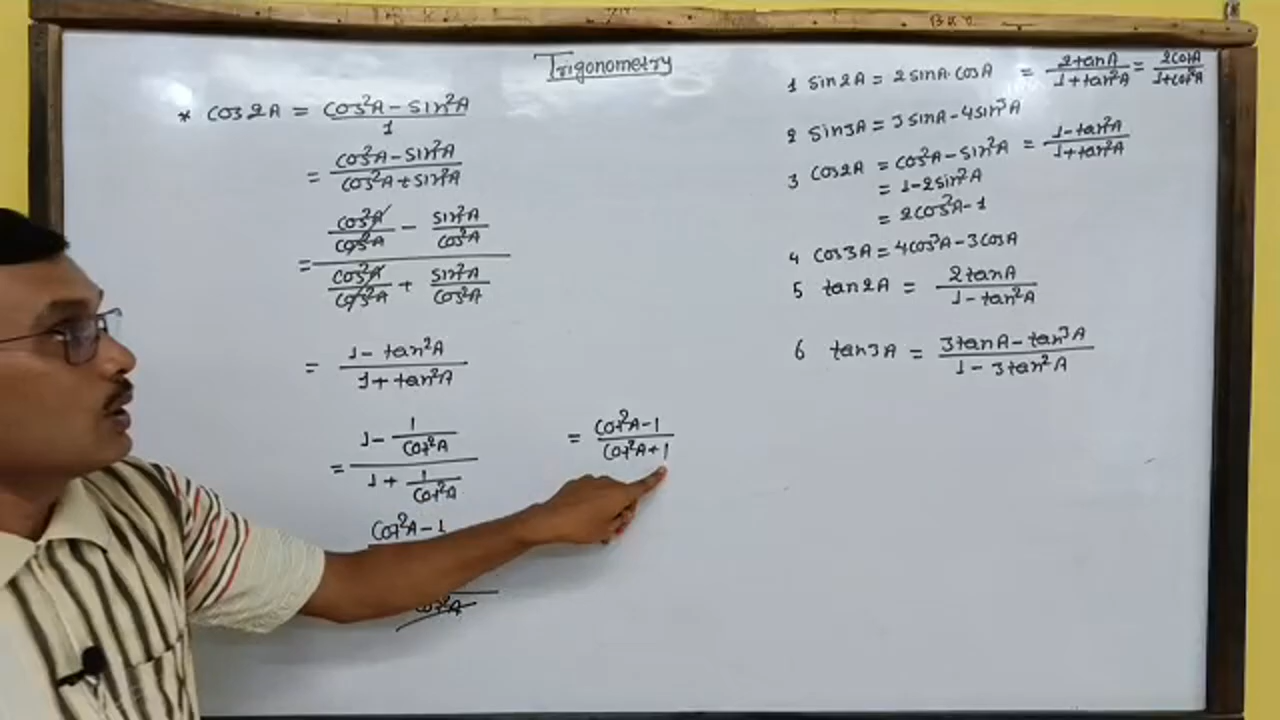 B.K.Y.
Trigonometry
* cos2A = cos²A - sin²A / 1
= cos²A - sin²A / cos²A + sin²A
= cos²A / cos²A - sin²A / cos²A
cos²A / cos²A + sin²A / cos²A
= 1 - tan²A / 1 + tan²A
= 1 - 1 / cot²A
1 + 1 / cot²A
cot²A - 1
cot²A
= cot²A - 1 / cot²A + 1
1 sin2A = 2sinA·cosA = 2tanA / 1 + tan²A = 2cotA / 1 + cot²A
2 sin3A = 3sinA - 4sin³A
3 cos2A = cos²A - sin²A = 1 - tan²A / 1 + tan²A
= 1 - 2sin²A
= 2cos²A - 1
4 cos3A = 4cos³A - 3cosA
5 tan2A = 2tanA / 1 - tan²A
6 tan3A = 3tanA - tan³A / 1 - 3tan²A